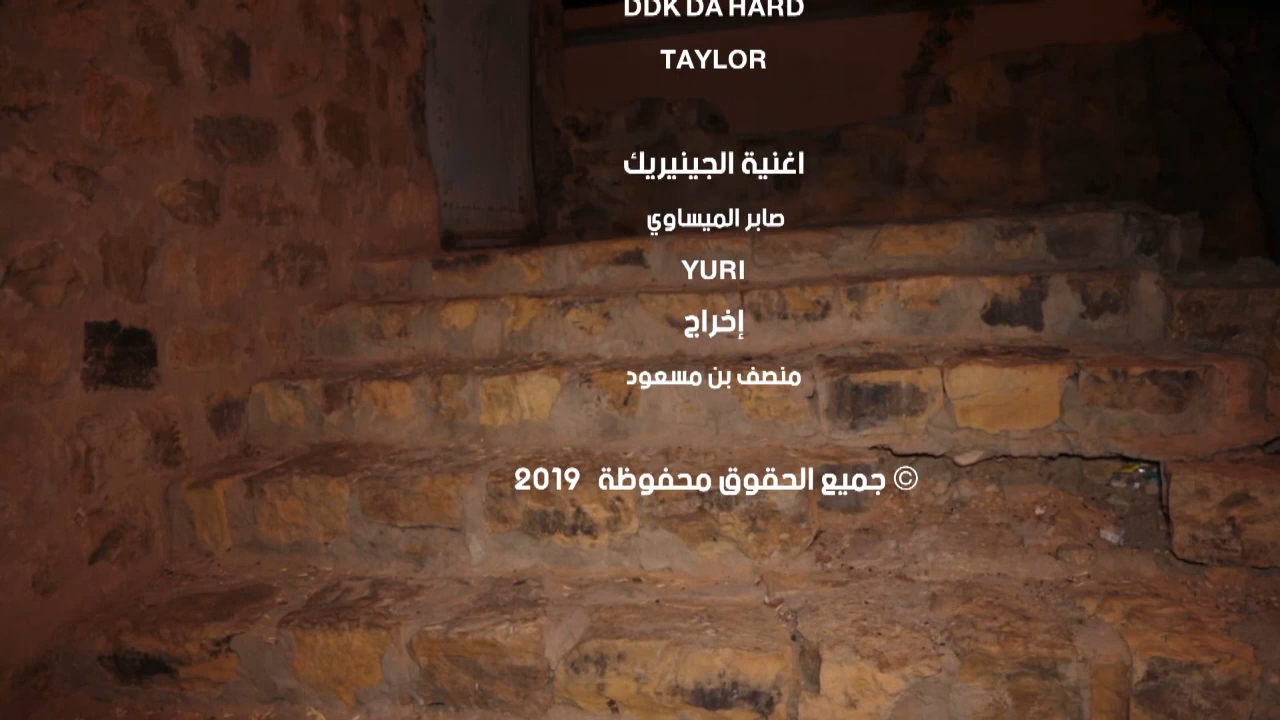 DDK DA HARD
TAYLOR
اغنية الجينيريك
صابر الميساوي
YURI
إخراج
منصف بن مسعود
© جميع الحقوق محفوظة 2019